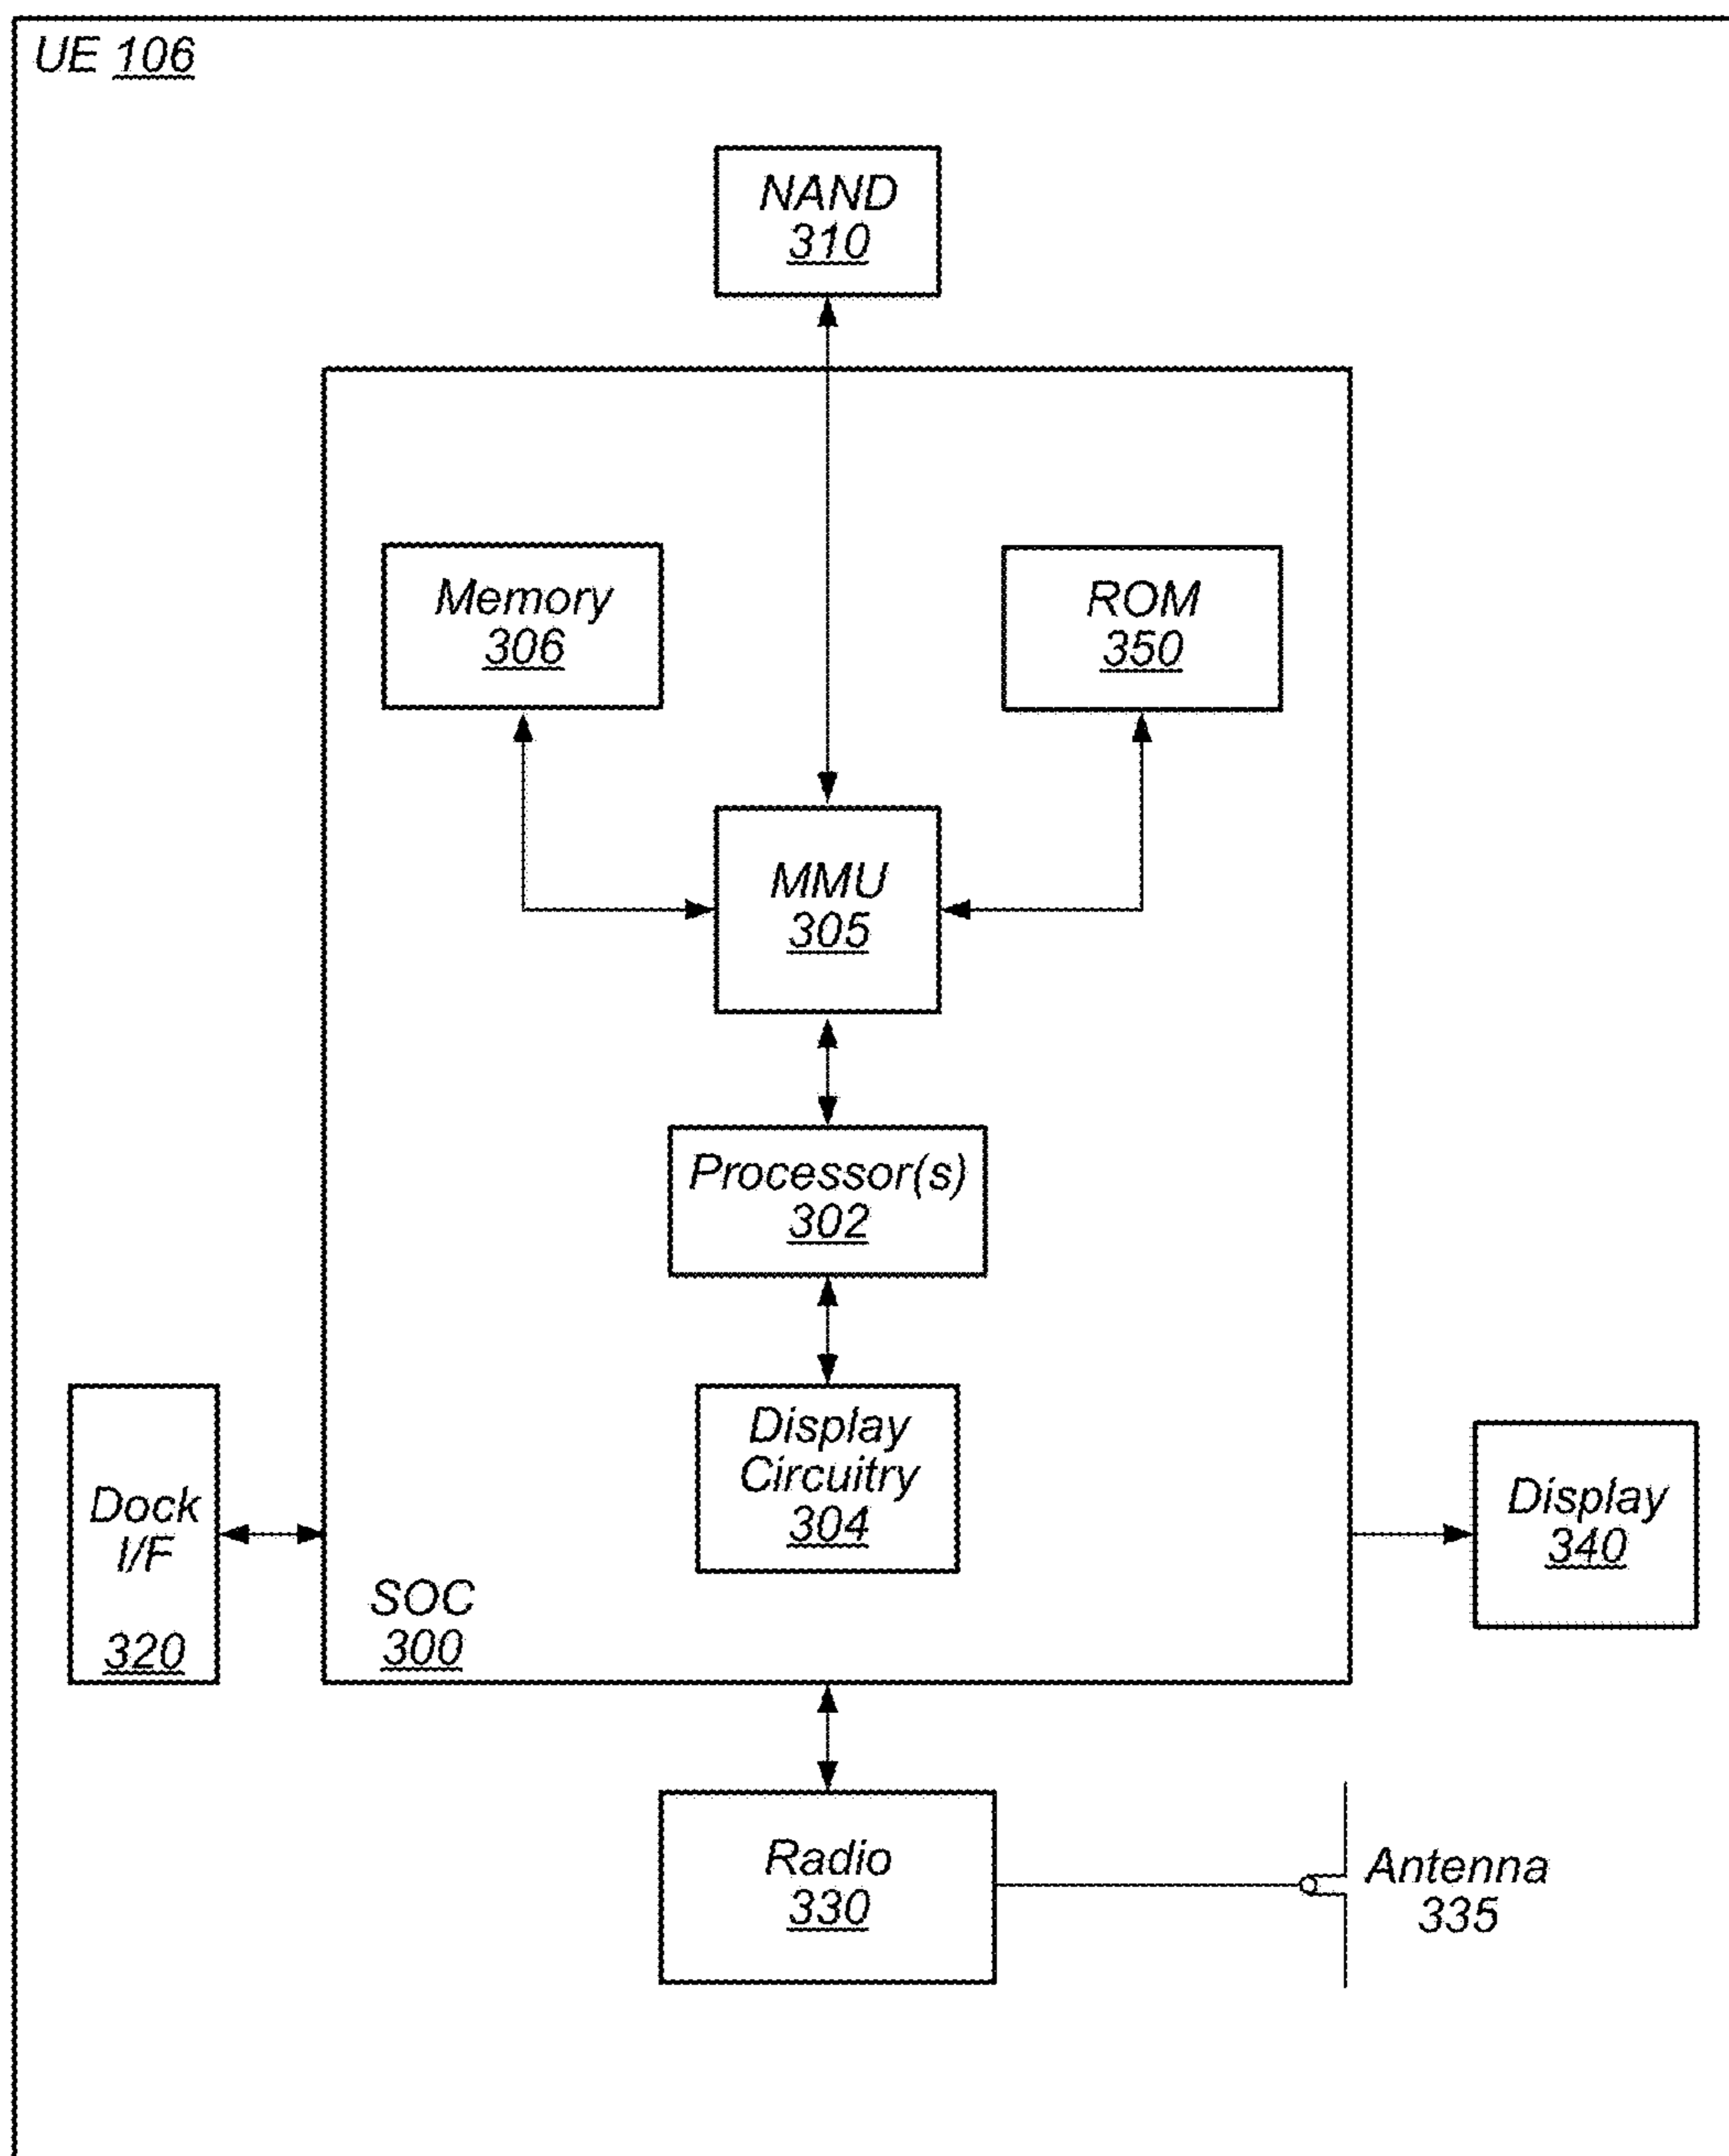 UE 106
NAND
310
Memory
306
ROM
350
MMU
305
Processor(s)
302
Display
Circuitry
304
Dock
I/F
320
SOC
300
Display
340
Radio
330
Antenna
335